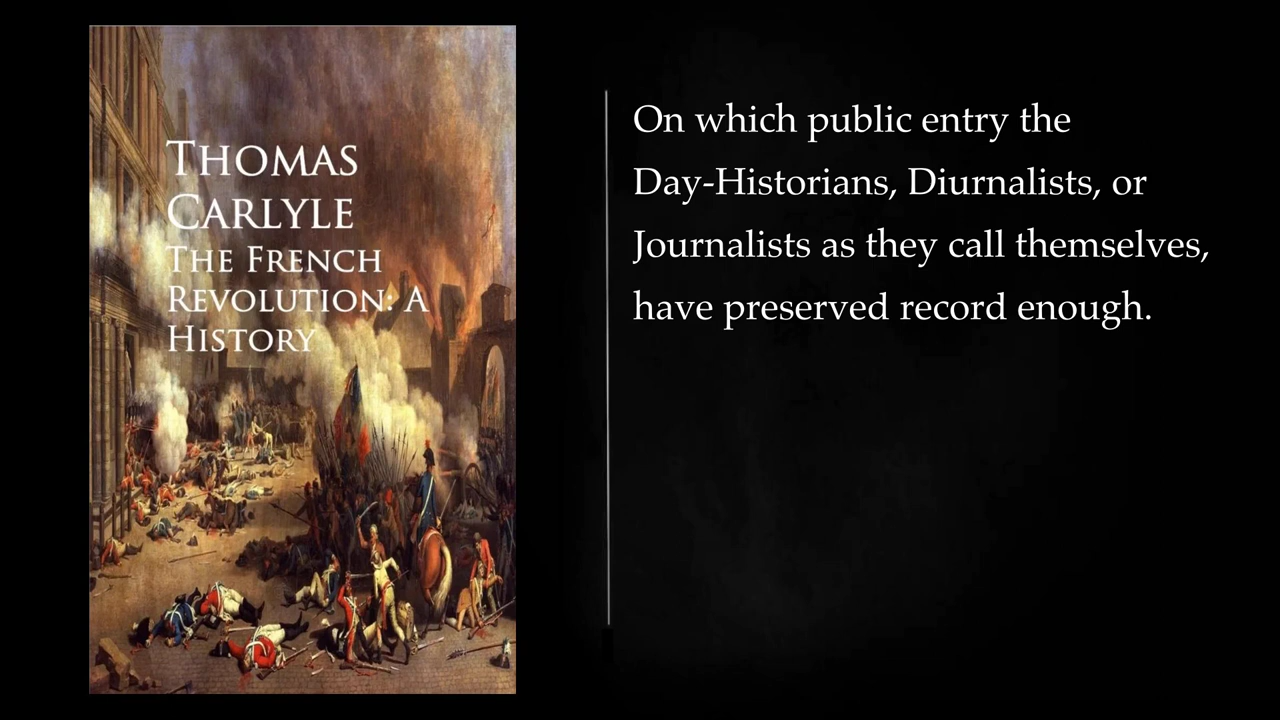 THOMAS
CARLYLE
THE FRENCH
REVOLUTION: A
HISTORY
On which public entry the
Day-Historians, Diurnalists, or
Journalists as they call themselves,
have preserved record enough.